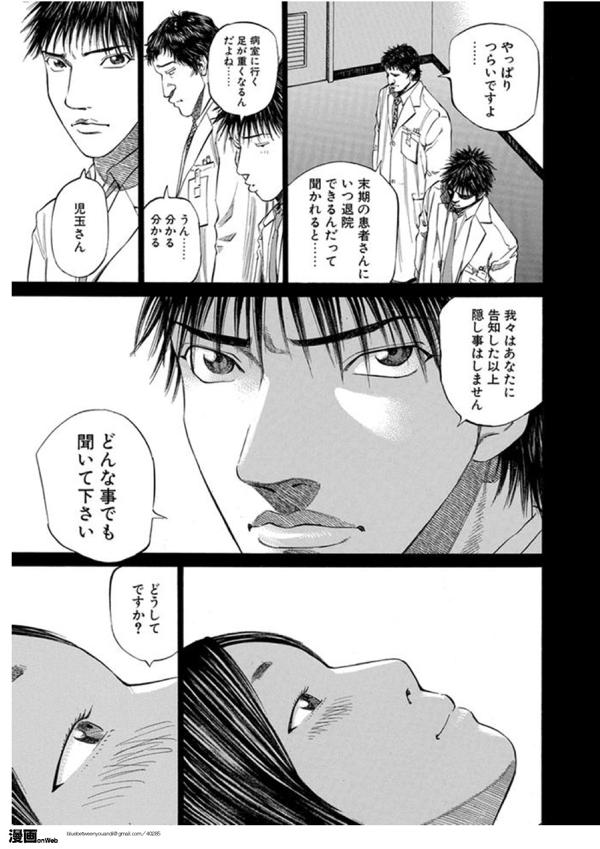 やっぱり
つらいですよ
……
末期の患者さんに
いつ退院
できるんだって
聞かれると……
病室に行く
足が重くなるん
だよね…
うん…
分かる
分かる
児玉さん
我々はあなたに
告知した以上
隠し事はしません
どんな事でも
聞いて下さい
どうして
ですか?
漫画onWeb
bluebetweenyouandi@gmail.com/40285